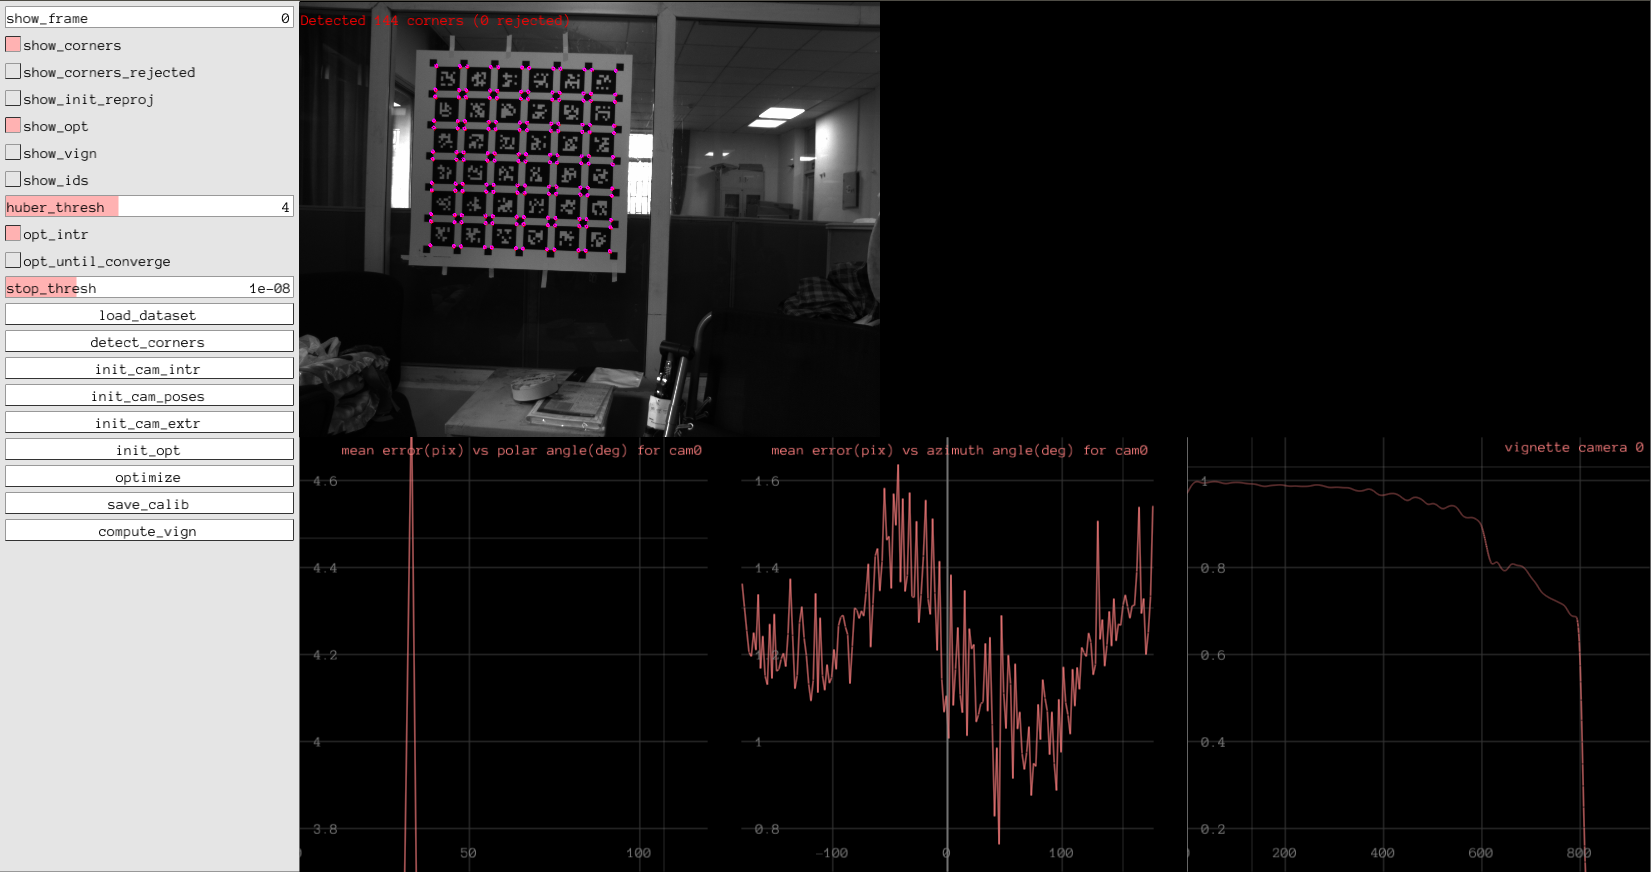 show_frame 0
show_corners
show_corners_rejected
show_init_reproj
show_opt
show_vign
show_ids
huber_thresh 4
opt_intr
opt_until_converge
stop_thresh 1e-08
load_dataset
detect_corners
init_cam_intr
init_cam_poses
init_cam_extr
init_opt
optimize
save_calib
compute_vign
Detected 144 corners (0 rejected)
mean error(pix) vs polar angle(deg) for cam0
4.6
4.4
4.2
4
3.8
50
100
mean error(pix) vs azimuth angle(deg) for cam0
1.6
1.4
1.2
1
0.8
-100
0
100
vignette camera 0
1
0.8
0.6
0.4
0.2
200
400
600
800